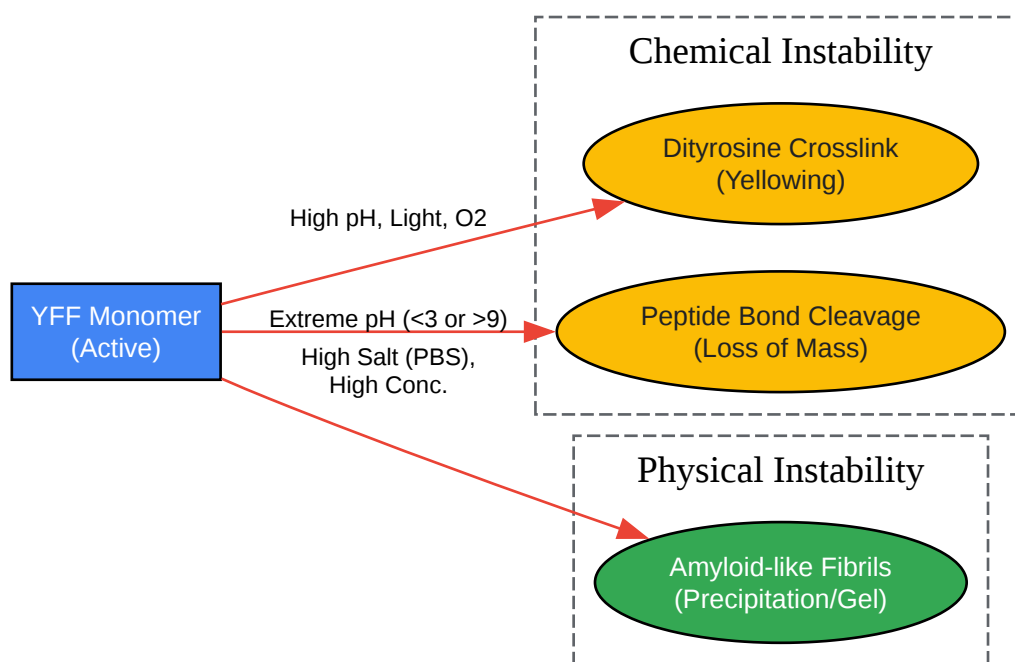 Chemical Instability
Dityrosine Crosslink
(Yellowing)
High pH, Light, O2
YFF Monomer
(Active)
Extreme pH (<3 or >9)
Peptide Bond Cleavage
(Loss of Mass)
High Salt (PBS),
High Conc.
Physical Instability
Amyloid-like Fibrils
(Precipitation/Gel)